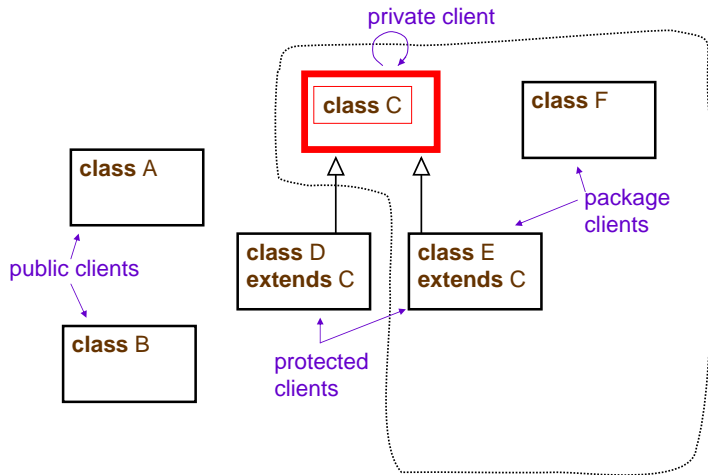 private client
class C
class F
class A
package
clients
class D
extends C
class E
extends C
public clients
class B
protected
clients